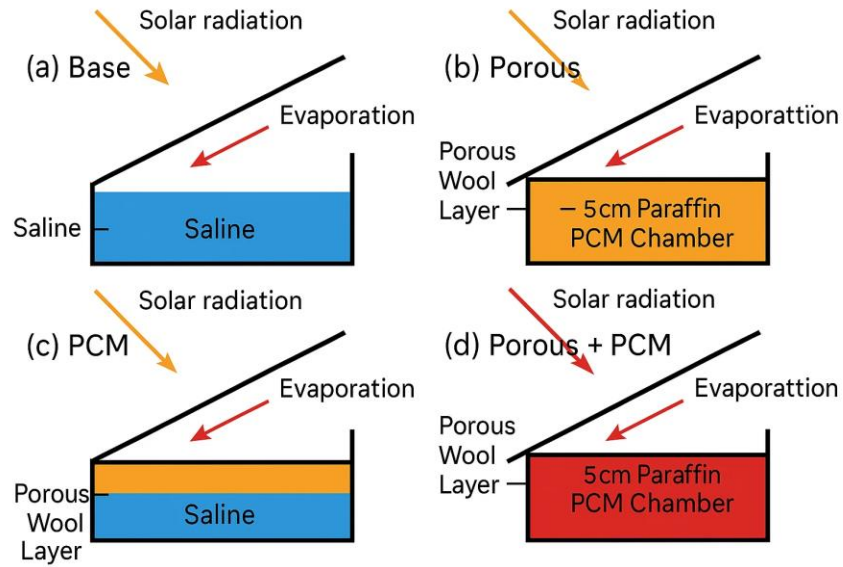 Solar radiation
(a) Base
Evaporation
Saline
Saline
Solar radiation
(b) Porous
Evaporattïon
Porous
Wool
Layer
– 5cm Paraffin
PCM Chamber
Solar radiation
(c) PCM
Evaporation
Porous
Wool
Layer
Saline
Solar radiation
(d) Porous + PCM
Evaporattion
Porous
Wool
Layer
5cm Paraffin
PCM Chamber